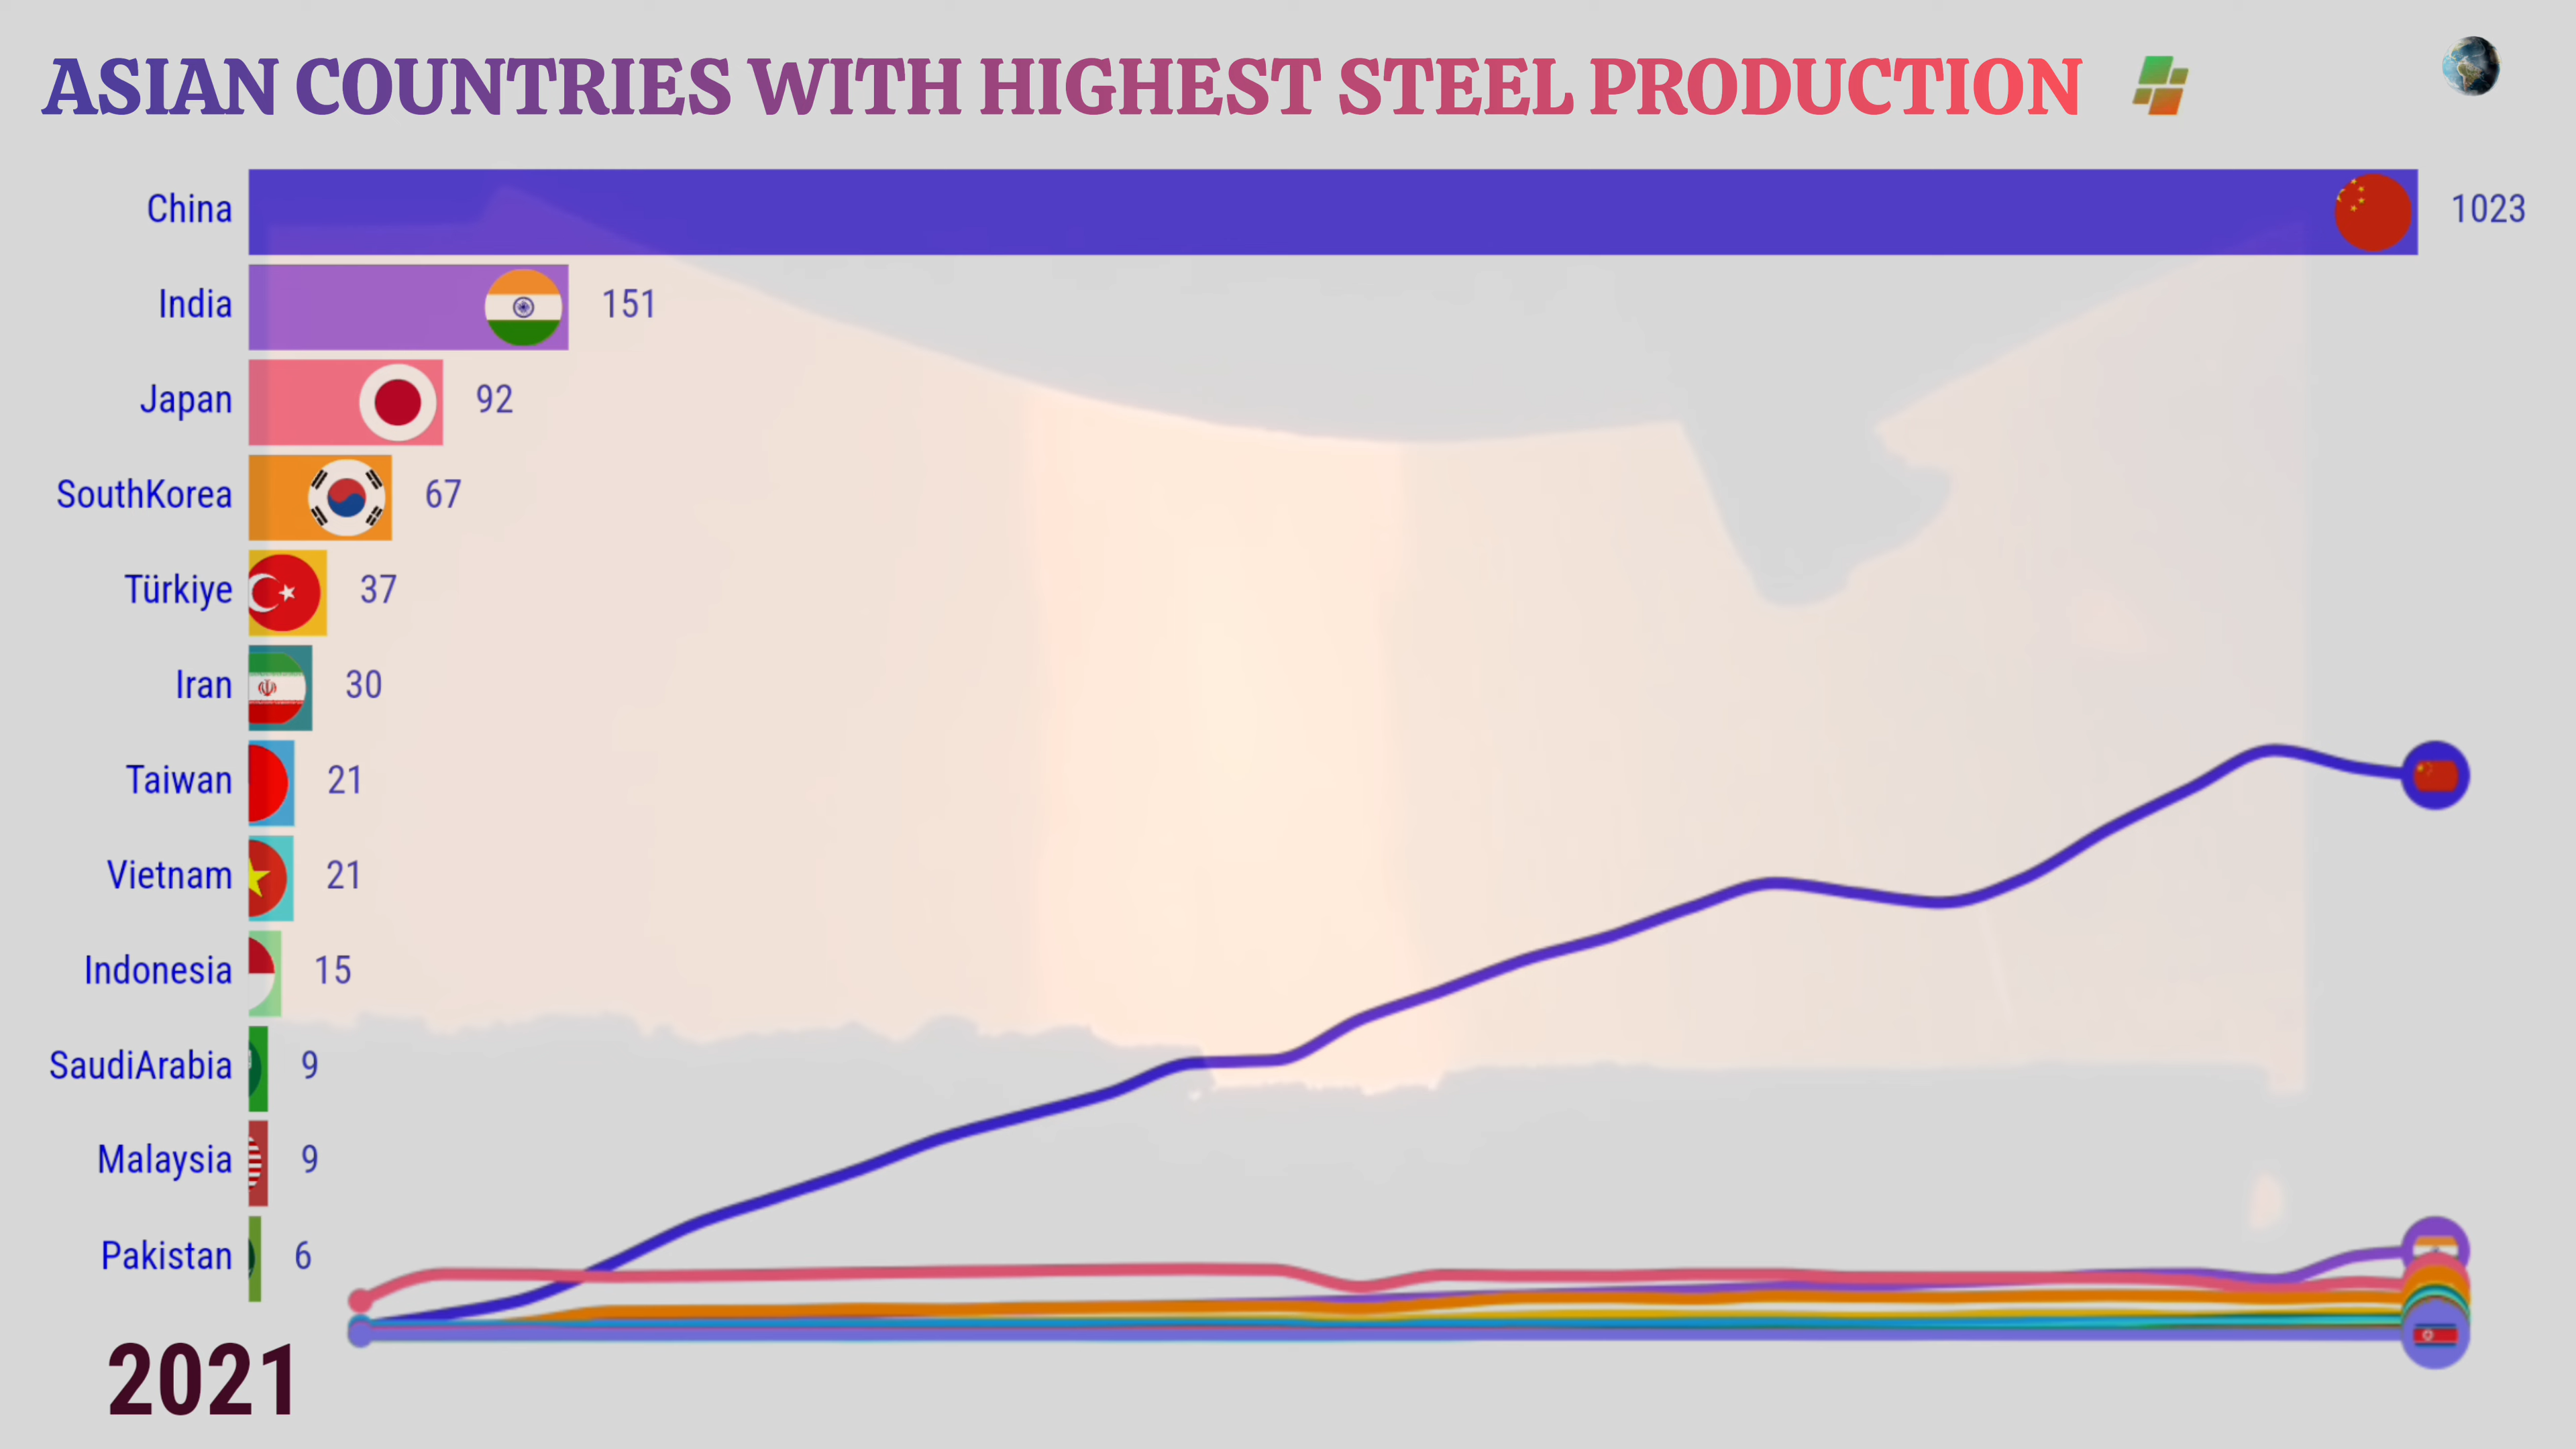 ASIAN COUNTRIES WITH HIGHEST STEEL PRODUCTION
China 1023
India 151
Japan 92
SouthKorea 67
Türkiye 37
Iran 30
Taiwan 21
Vietnam 21
Indonesia 15
SaudiArabia 9
Malaysia 9
Pakistan 6
2021